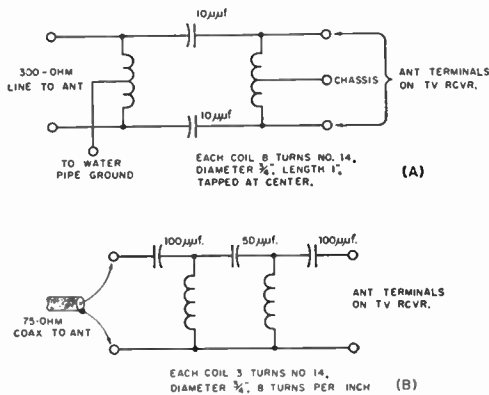 10μμf
300-OHM
LINE TO ANT
CHASSIS
ANT TERMINALS
ON TV RCVR.
10μμf
TO WATER
PIPE GROUND
EACH COIL 8 TURNS NO. 14,
DIAMETER 3/4", LENGTH 1",
TAPPED AT CENTER.
(A)
100μμf. 50μμf. 100μμf.
75-OHM
COAX TO ANT
ANT TERMINALS
ON TV RCVR.
EACH COIL 3 TURNS NO 14,
DIAMETER 3/4", 8 TURNS PER INCH
(B)